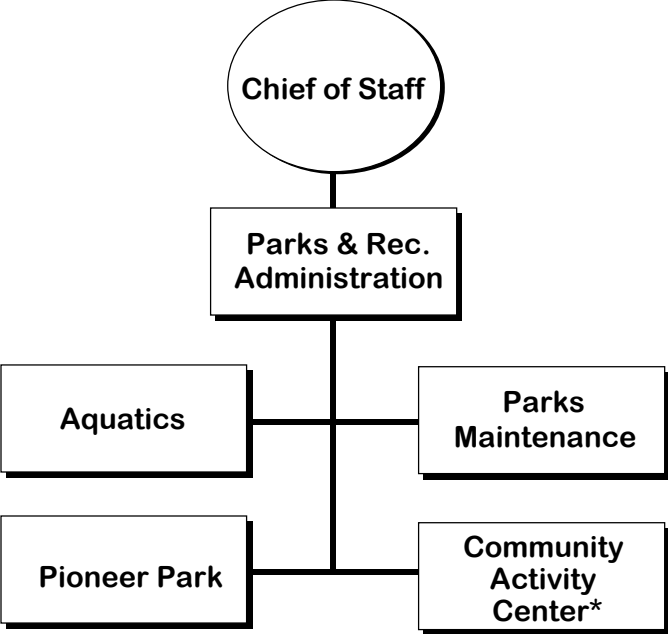 Chief of Staff
Parks & Rec.
Administration
Aquatics
Parks
Maintenance
Pioneer Park
Community
Activity
Center*